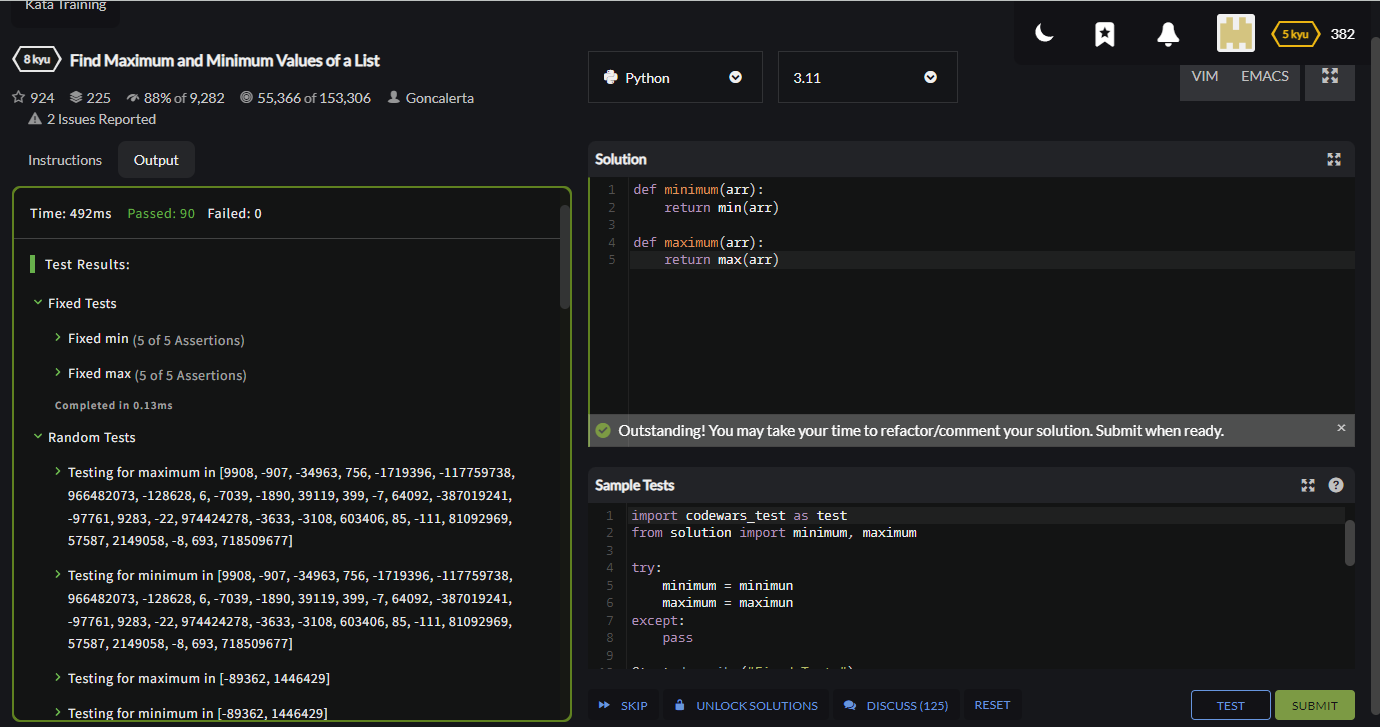 Kata Training
5 kyu 382
8 kyu Find Maximum and Minimum Values of a List
924 225 88% of 9,282 55,366 of 153,306 Goncalerta
2 Issues Reported
Instructions Output
Time: 492ms Passed: 90 Failed: 0
Test Results:
Fixed Tests
Fixed min (5 of 5 Assertions)
Fixed max (5 of 5 Assertions)
Completed in 0.13ms
Random Tests
Testing for maximum in [9908, -907, -34963, 756, -1719396, -117759738,
966482073, -128628, 6, -7039, -1890, 39119, 399, -7, 64092, -387019241,
-97761, 9283, -22, 974424278, -3633, -3108, 603406, 85, -111, 81092969,
57587, 2149058, -8, 693, 718509677]
Testing for minimum in [9908, -907, -34963, 756, -1719396, -117759738,
966482073, -128628, 6, -7039, -1890, 39119, 399, -7, 64092, -387019241,
-97761, 9283, -22, 974424278, -3633, -3108, 603406, 85, -111, 81092969,
57587, 2149058, -8, 693, 718509677]
Testing for maximum in [-89362, 1446429]
Testing for minimum in [-89362, 1446429]
Python 3.11
VIM EMACS
Solution
1 def minimum(arr):
2 return min(arr)
3
4 def maximum(arr):
5 return max(arr)
Outstanding! You may take your time to refactor/comment your solution. Submit when ready.
Sample Tests
1 import codewars_test as test
2 from solution import minimum, maximum
3
4 try:
5 minimum = minimun
6 maximum = maximun
7 except:
8 pass
9
SKIP UNLOCK SOLUTIONS DISCUSS (125) RESET TEST SUBMIT